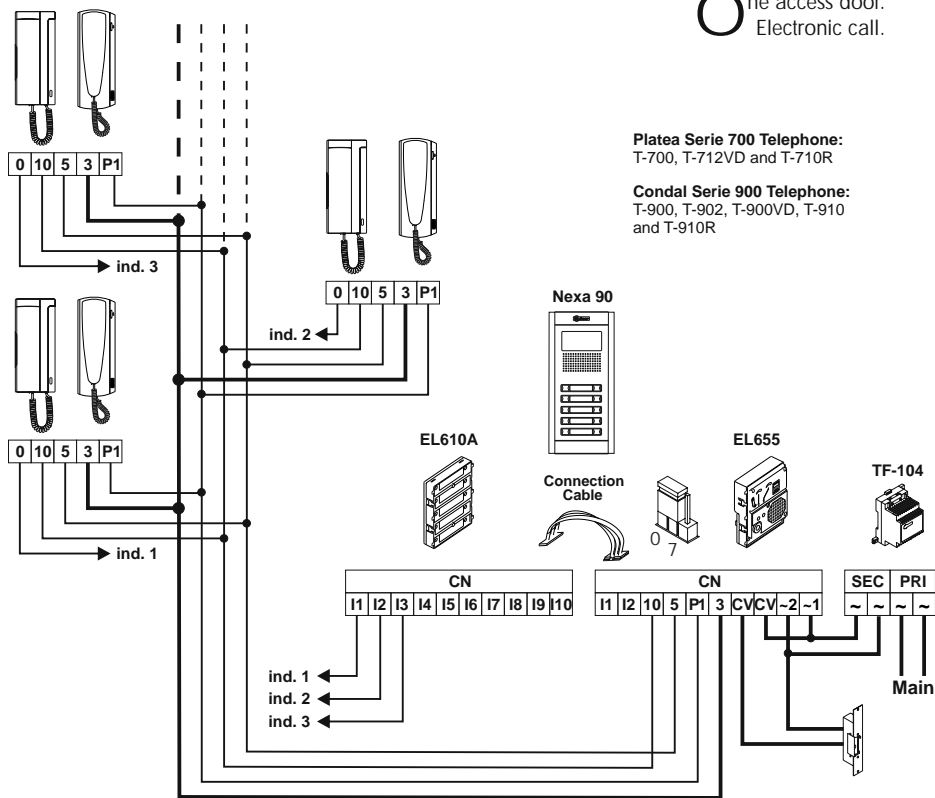 he access door.
Electronic call.
Platea Serie 700 Telephone:
T-700, T-712VD and T-710R
Condal Serie 900 Telephone:
T-900, T-902, T-900VD, T-910
and T-910R
0 10 5 3 P1
ind. 3
0 10 5 3 P1
ind. 2
Nexa 90
0 10 5 3 P1
ind. 1
EL610A
Connection
Cable
0 7
EL655
TF-104
CN
I1 I2 I3 I4 I5 I6 I7 I8 I9 I10
CN
I1 I2 10 5 P1 3 CV CV ~2 ~1
SEC PRI
~ ~ ~ ~
Main
ind. 1
ind. 2
ind. 3